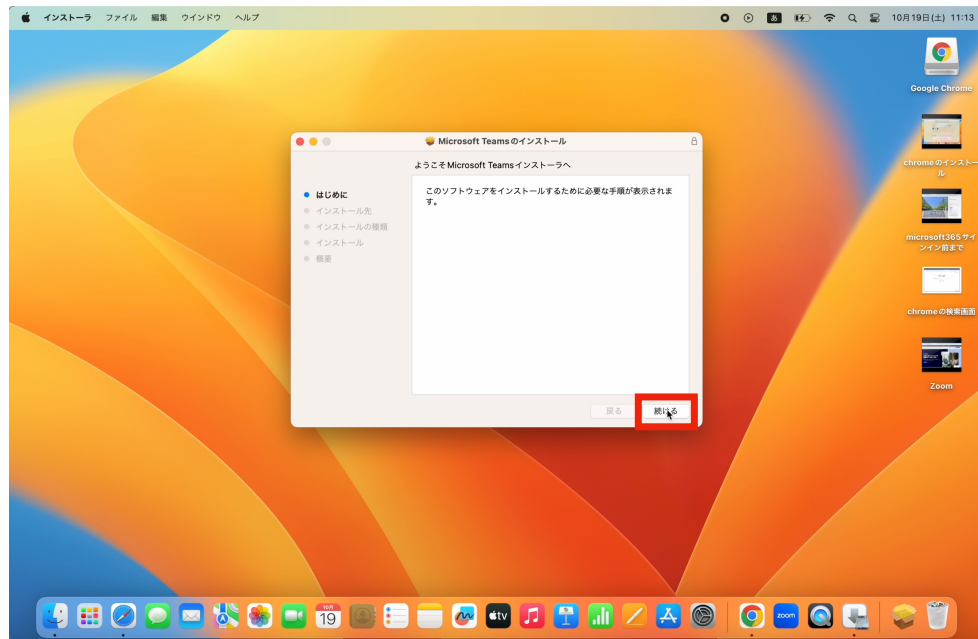 インストーラ ファイル 編集 ウインドウ ヘルプ あ 10月19日(土) 11:13
Google Chrome
chromeのインストール
microsoft365サインイン前まで
chromeの検索画面
Zoom
Microsoft Teamsのインストール
ようこそMicrosoft Teamsインストーラへ
はじめに
インストール先
インストールの種類
インストール
概要
このソフトウェアをインストールするために必要な手順が表示されま
す。
戻る 続ける
10月
19
tv
zoom